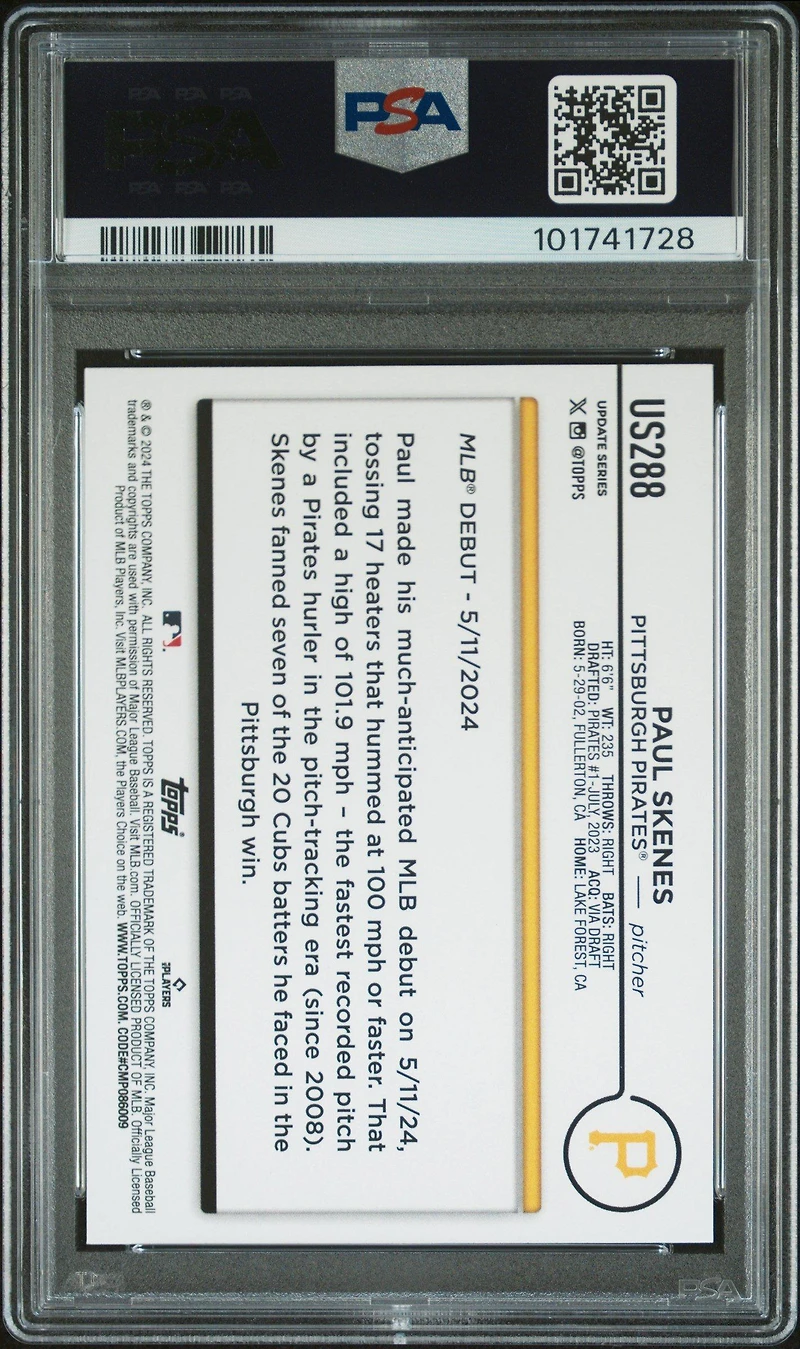 PSA PSA PSA
PSA
PSA PSA PSA
PSA
101741728
US288
PAUL SKENES
PITTSBURGH PIRATES® — pitcher
UPDATE SERIES
@TOPPS
HT: 6'6" WT: 235 THROWS: RIGHT BATS: RIGHT
DRAFTED: PIRATES #1-JULY, 2023 ACQ: VIA DRAFT
BORN: 5-29-02, FULLERTON, CA HOME: LAKE FOREST, CA
P
MLB® DEBUT - 5/11/2024
Paul made his much-anticipated MLB debut on 5/11/24,
tossing 17 heaters that hummed at 100 mph or faster. That
included a high of 101.9 mph – the fastest recorded pitch
by a Pirates hurler in the pitch-tracking era (since 2008).
Skenes fanned seven of the 20 Cubs batters he faced in the
Pittsburgh win.
topps®
PLAYERS
® & © 2024 THE TOPPS COMPANY, INC. ALL RIGHTS RESERVED. TOPPS IS A REGISTERED TRADEMARK OF THE TOPPS COMPANY, INC. Major League Baseball
trademarks and copyrights are used with permission of Major League Baseball. Visit MLB.com. OFFICIALLY LICENSED PRODUCT OF MLB. Officially Licensed
Product of MLB Players, Inc. Visit MLBPLAYERS.COM, the Players Choice on the web. WWW.TOPPS.COM. CODE#CMP086009
PSA